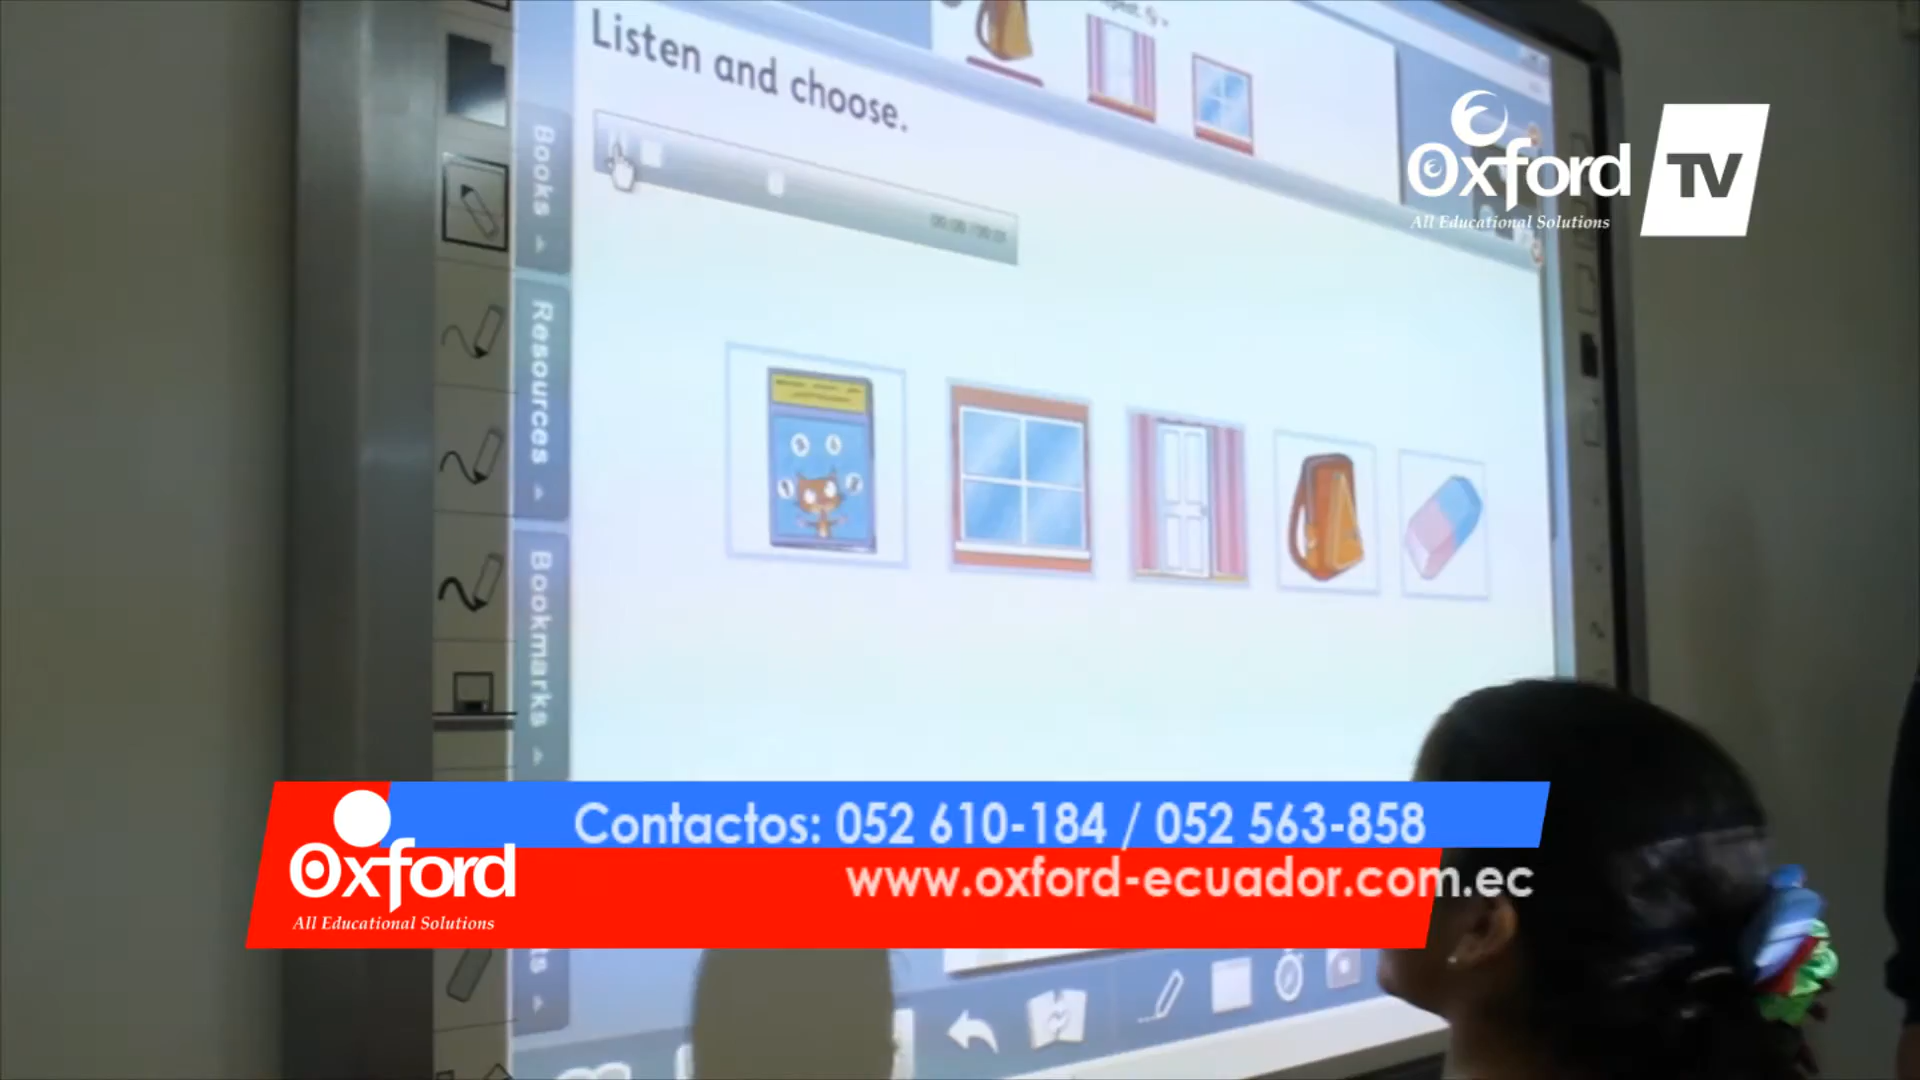 Listen and choose.
Books
Resources
Bookmarks
Oxford TV
All Educational Solutions
Contactos: 052 610-184 / 052 563-858
www.oxford-ecuador.com.ec
Oxford
All Educational Solutions